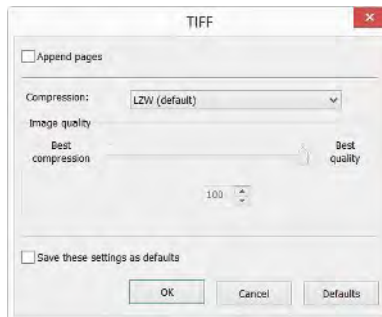 TIFF
Append pages
Compression: LZW (default)
Image quality
Best compression
Best quality
100
Save these settings as defaults
OK Cancel Defaults